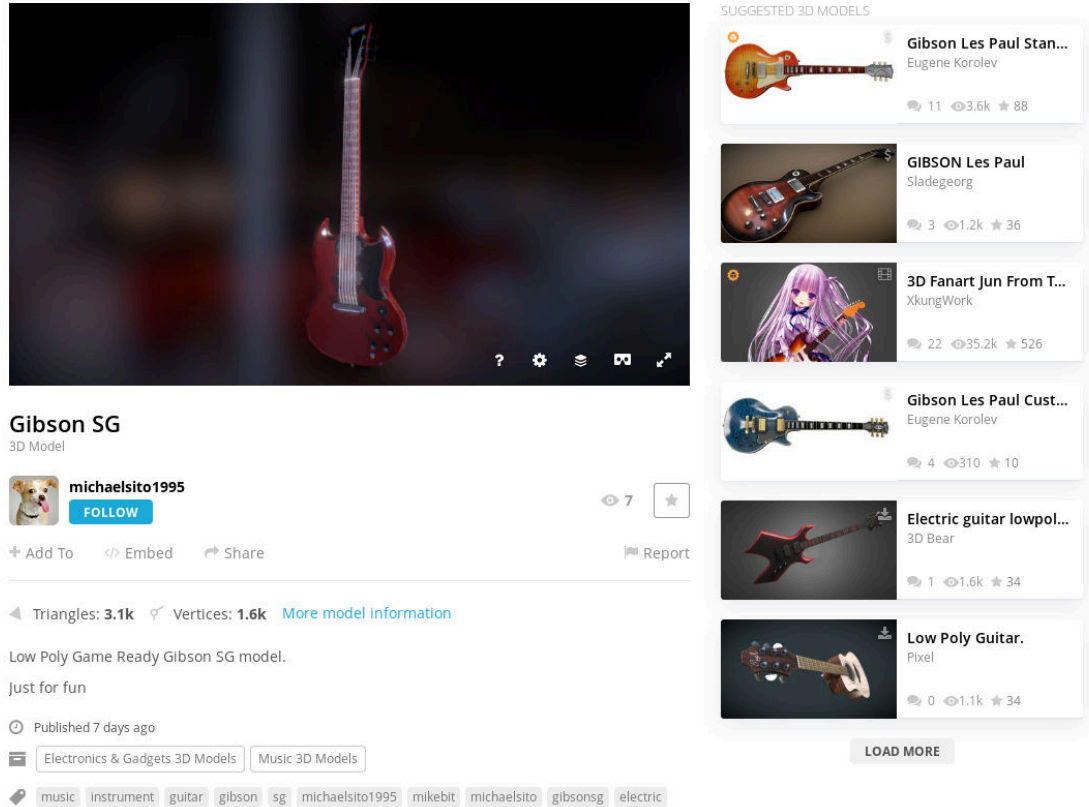 SUGGESTED 3D MODELS
Gibson Les Paul Stan...
Eugene Korolev
11 3.6k 88
GIBSON Les Paul
Sladegeorg
3 1.2k 36
3D Fanart Jun From T...
XkungWork
22 35.2k 526
Gibson Les Paul Cust...
Eugene Korolev
4 310 10
Electric guitar lowpol...
3D Bear
1 1.6k 34
Low Poly Guitar.
Pixel
0 1.1k 34
LOAD MORE
Gibson SG
3D Model
michaelsito1995
FOLLOW
7
+ Add To </> Embed Share Report
Triangles: 3.1k Vertices: 1.6k More model information
Low Poly Game Ready Gibson SG model.
Just for fun
Published 7 days ago
Electronics & Gadgets 3D Models Music 3D Models
music instrument guitar gibson sg michaelsito1995 mikebit michaelsito gibsonsg electric